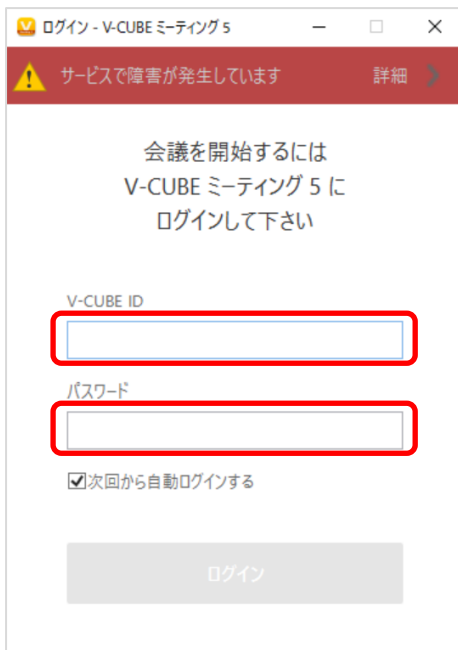 ログイン - V-CUBE ミーティング 5
サービスで障害が発生しています 詳細
会議を開始するには
V-CUBE ミーティング 5 に
ログインして下さい
V-CUBE ID
パスワード
次回から自動ログインする
ログイン